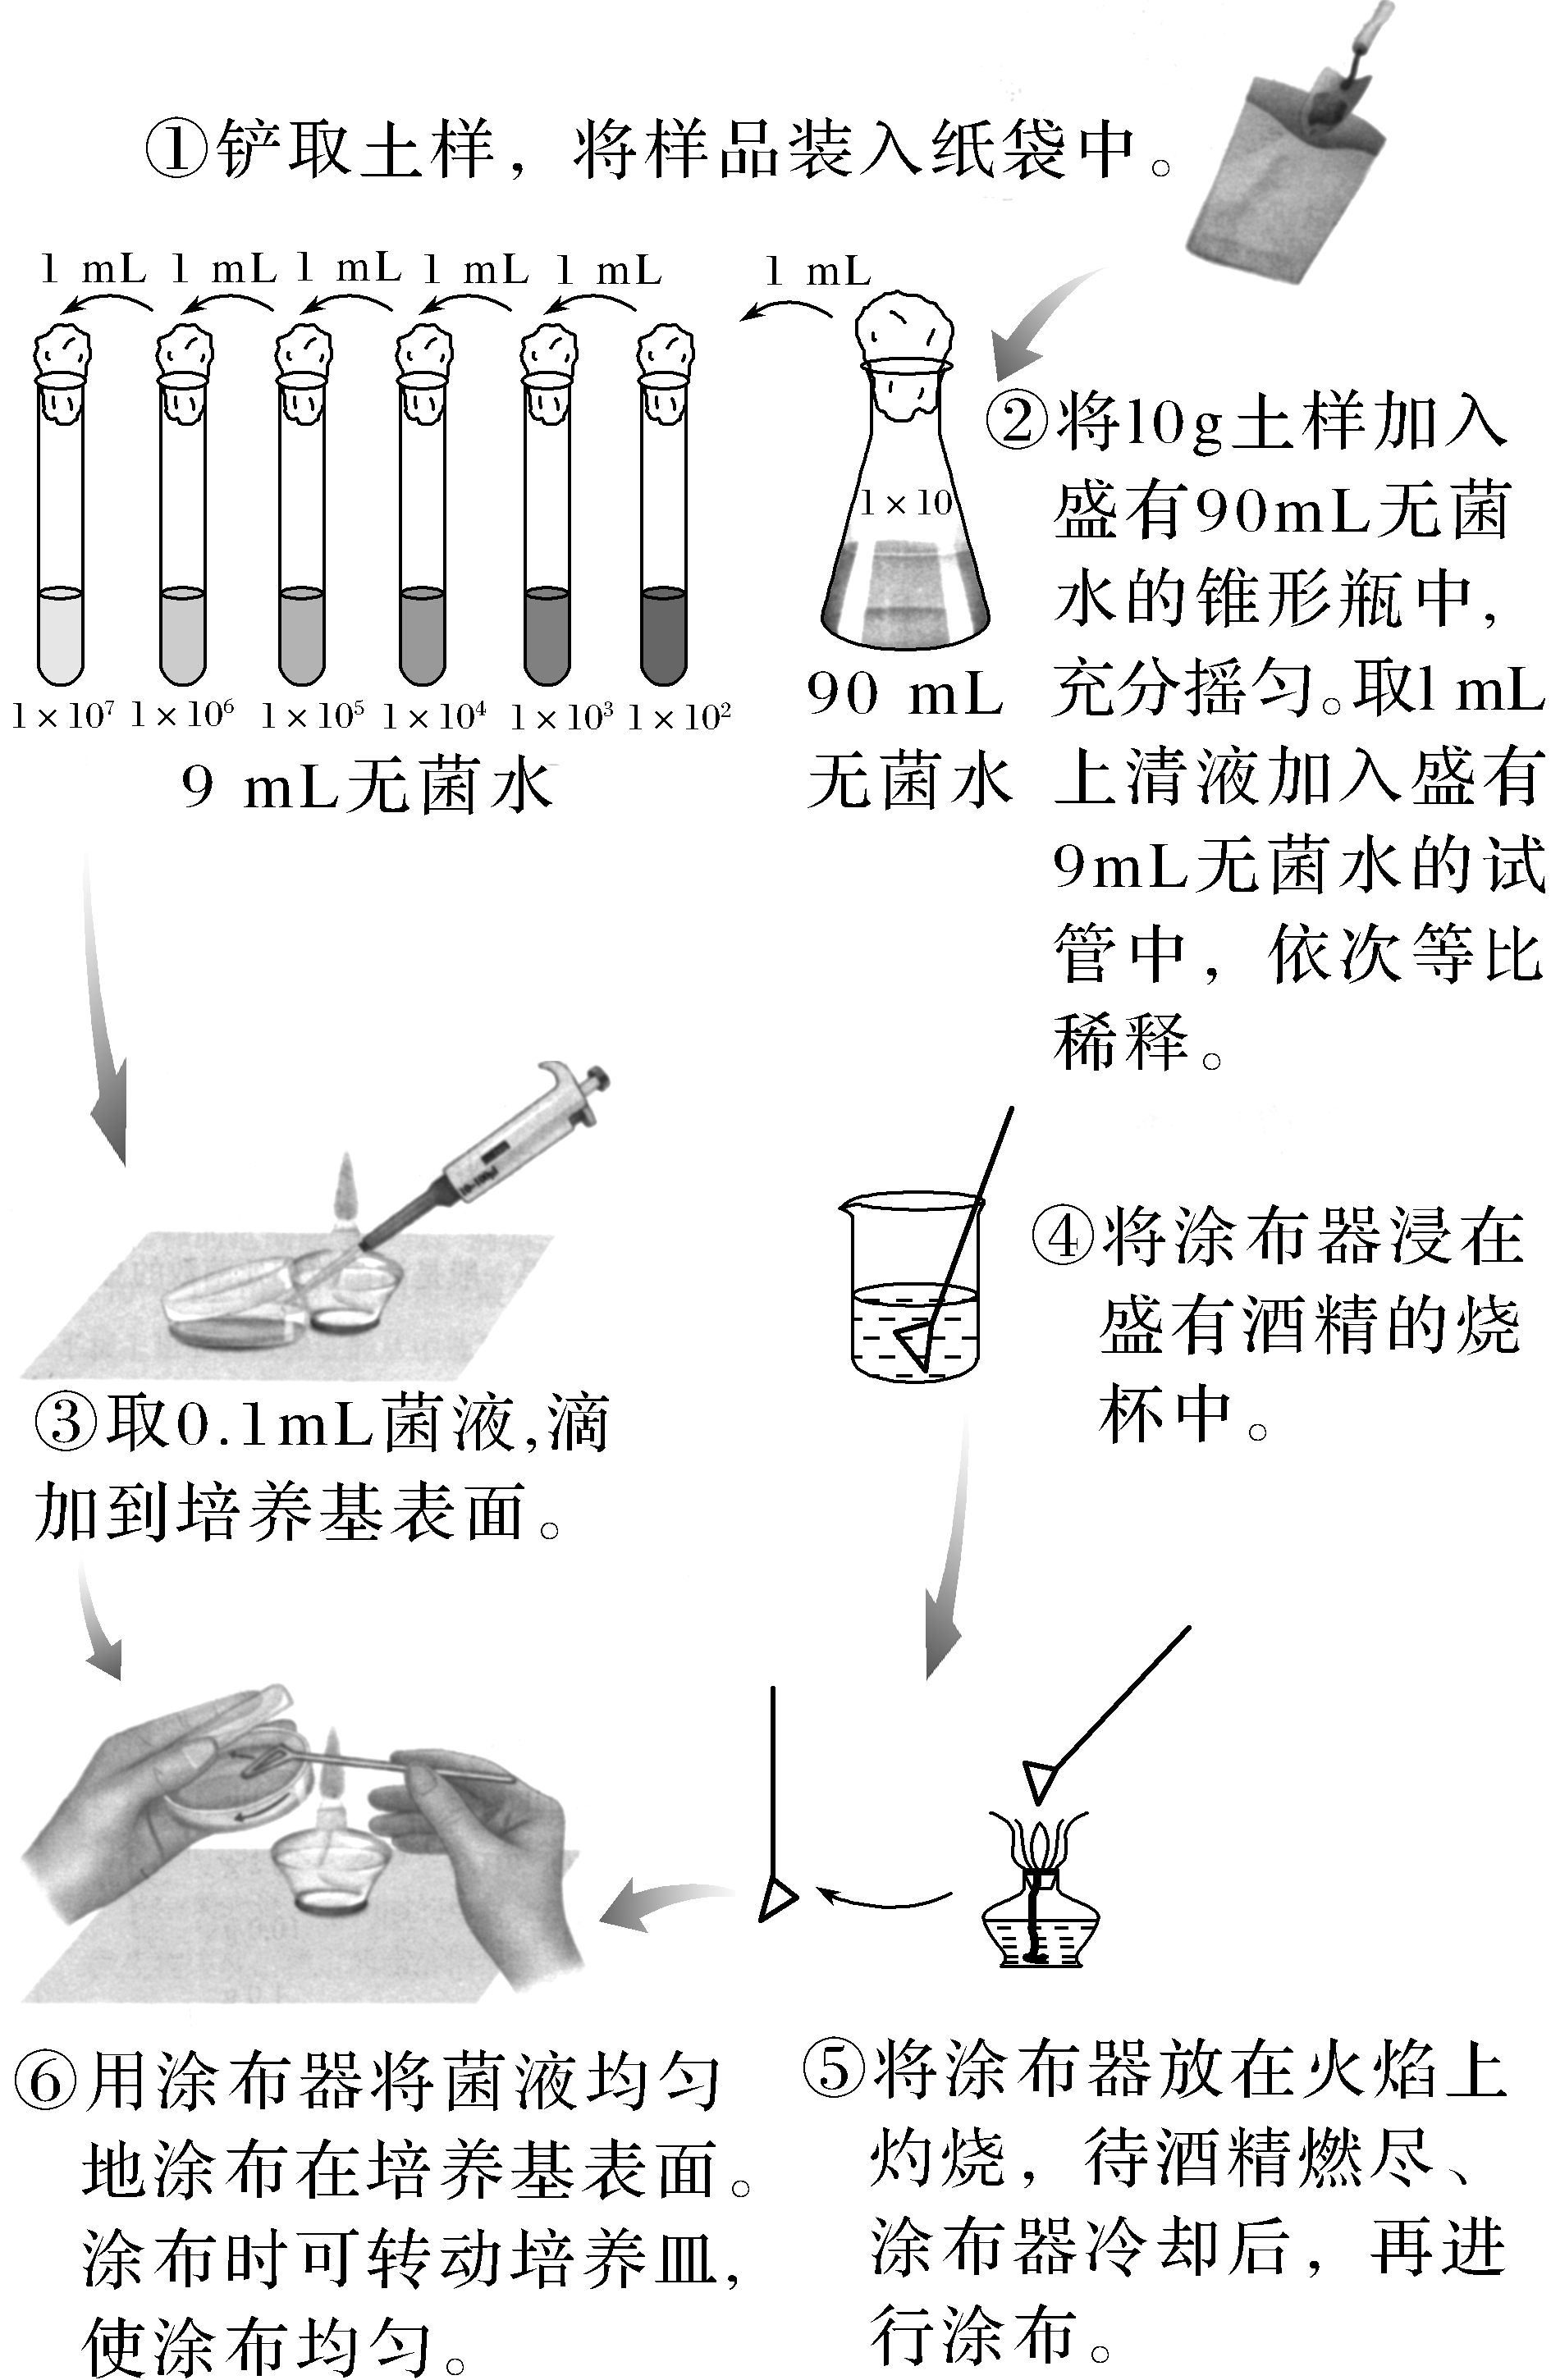 ①铲取土样，将样品装入纸袋中。
1 mL 1 mL 1 mL 1 mL 1 mL 1 mL
②将10g土样加入
盛有90mL无菌
水的锥形瓶中，
充分摇匀。取1 mL
上清液加入盛有
9mL无菌水的试
管中，依次等比
稀释。
1×10
1×10⁷ 1×10⁶ 1×10⁵ 1×10⁴ 1×10³ 1×10²
9 mL无菌水
90 mL
无菌水
③取0.1mL菌液,滴
加到培养基表面。
④将涂布器浸在
盛有酒精的烧
杯中。
⑤将涂布器放在火焰上
灼烧，待酒精燃尽、
涂布器冷却后，再进
行涂布。
⑥用涂布器将菌液均匀
地涂布在培养基表面。
涂布时可转动培养皿,
使涂布均匀。